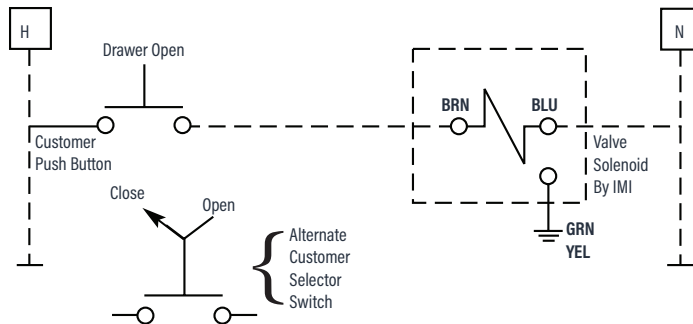 H
N
Drawer Open
BRN
BLU
Customer
Push Button
Valve
Solenoid
By IMI
Close
Open
GRN
YEL
Alternate
Customer
Selector
Switch